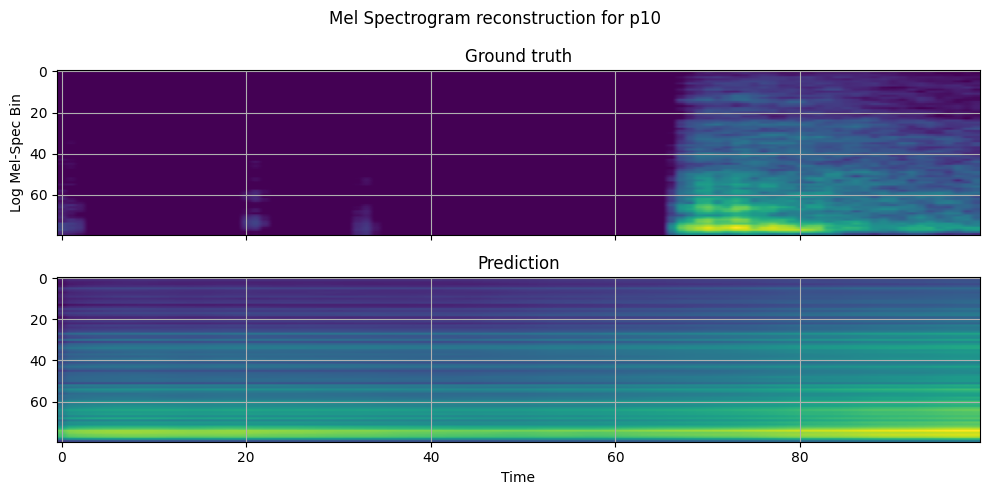 Mel Spectrogram reconstruction for p10
Ground truth
Log Mel-Spec Bin
0
20
40
60
Prediction
0
20
40
60
0 20 40 60 80
Time